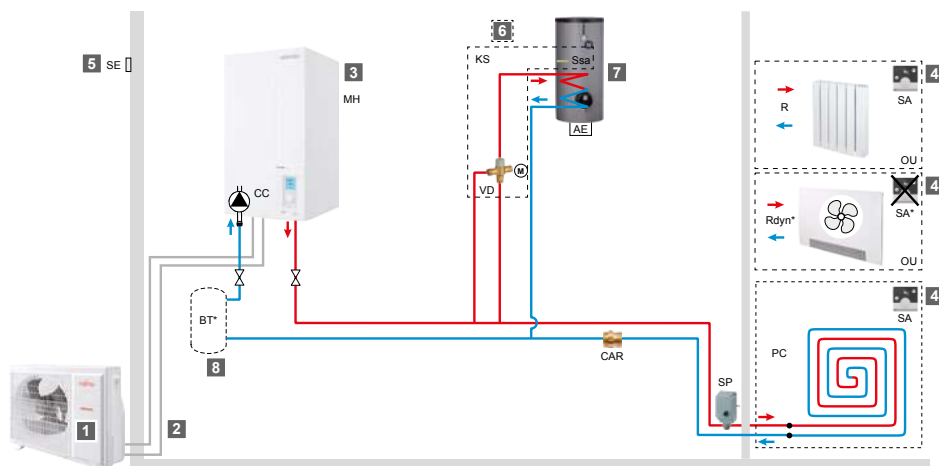 5 SE
3
MH
CC
6
KS
Ssa
7
AE
M
VD
4
R
SA
OU
4
Rdyn*
SA*
OU
4
SA
PC
BT*
8
CAR
SP
FUJITSU
1
2